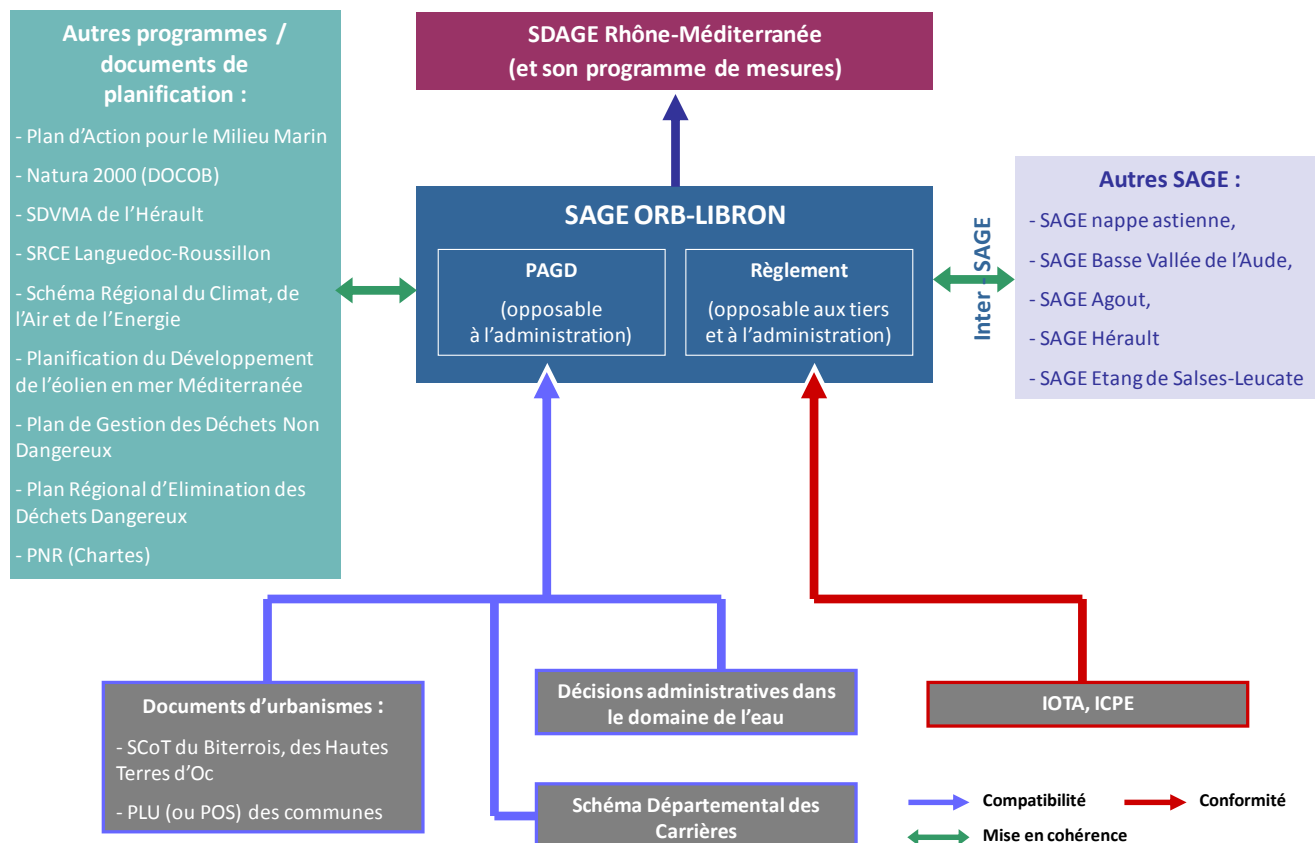 Autres programmes /
documents de
planification :
- Plan d'Action pour le Milieu Marin
- Natura 2000 (DOCOB)
- SDVMA de l'Hérault
- SRCE Languedoc-Roussillon
- Schéma Régional du Climat, de
l'Air et de l'Energie
- Planification du Développement
de l'éolien en mer Méditerranée
- Plan de Gestion des Déchets Non
Dangereux
- Plan Régional d'Elimination des
Déchets Dangereux
- PNR (Chartes)
SDAGE Rhône-Méditerranée
(et son programme de mesures)
SAGE ORB-LIBRON
PAGD
(opposable
à l'administration)
Règlement
(opposable aux tiers
et à l'administration)
Inter - SAGE
Autres SAGE :
- SAGE nappe astienne,
- SAGE Basse Vallée de l'Aude,
- SAGE Agout,
- SAGE Hérault
- SAGE Etang de Salses-Leucate
Documents d'urbanismes :
- SCoT du Biterrois, des Hautes
Terres d'Oc
- PLU (ou POS) des communes
Décisions administratives dans
le domaine de l'eau
Schéma Départemental des
Carrières
IOTA, ICPE
Compatibilité
Conformité
Mise en cohérence